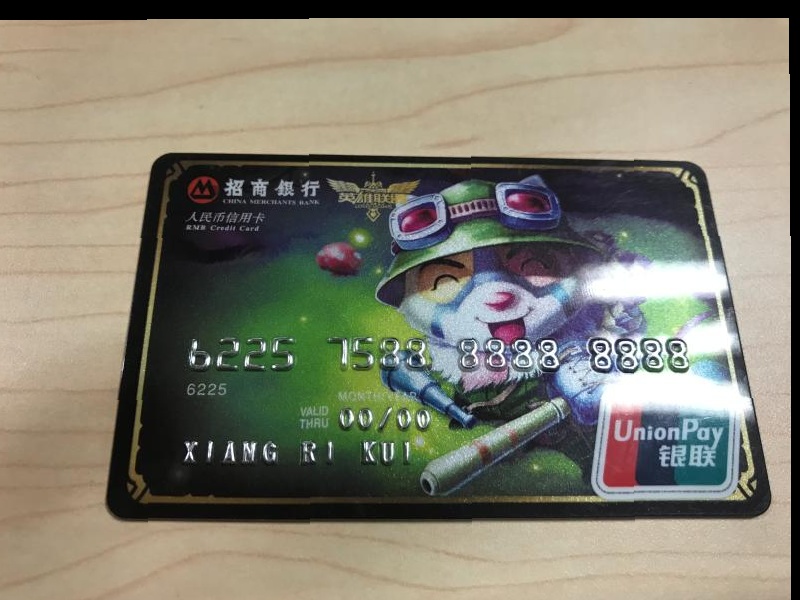 招商银行
CHINA MERCHANTS BANK
英雄联盟
人民币信用卡
RMB Credit Card
6225 7588 8888 8888
6225
MONTH/YEAR
VALID THRU 00/00
XIANG RI KUI
UnionPay
银联